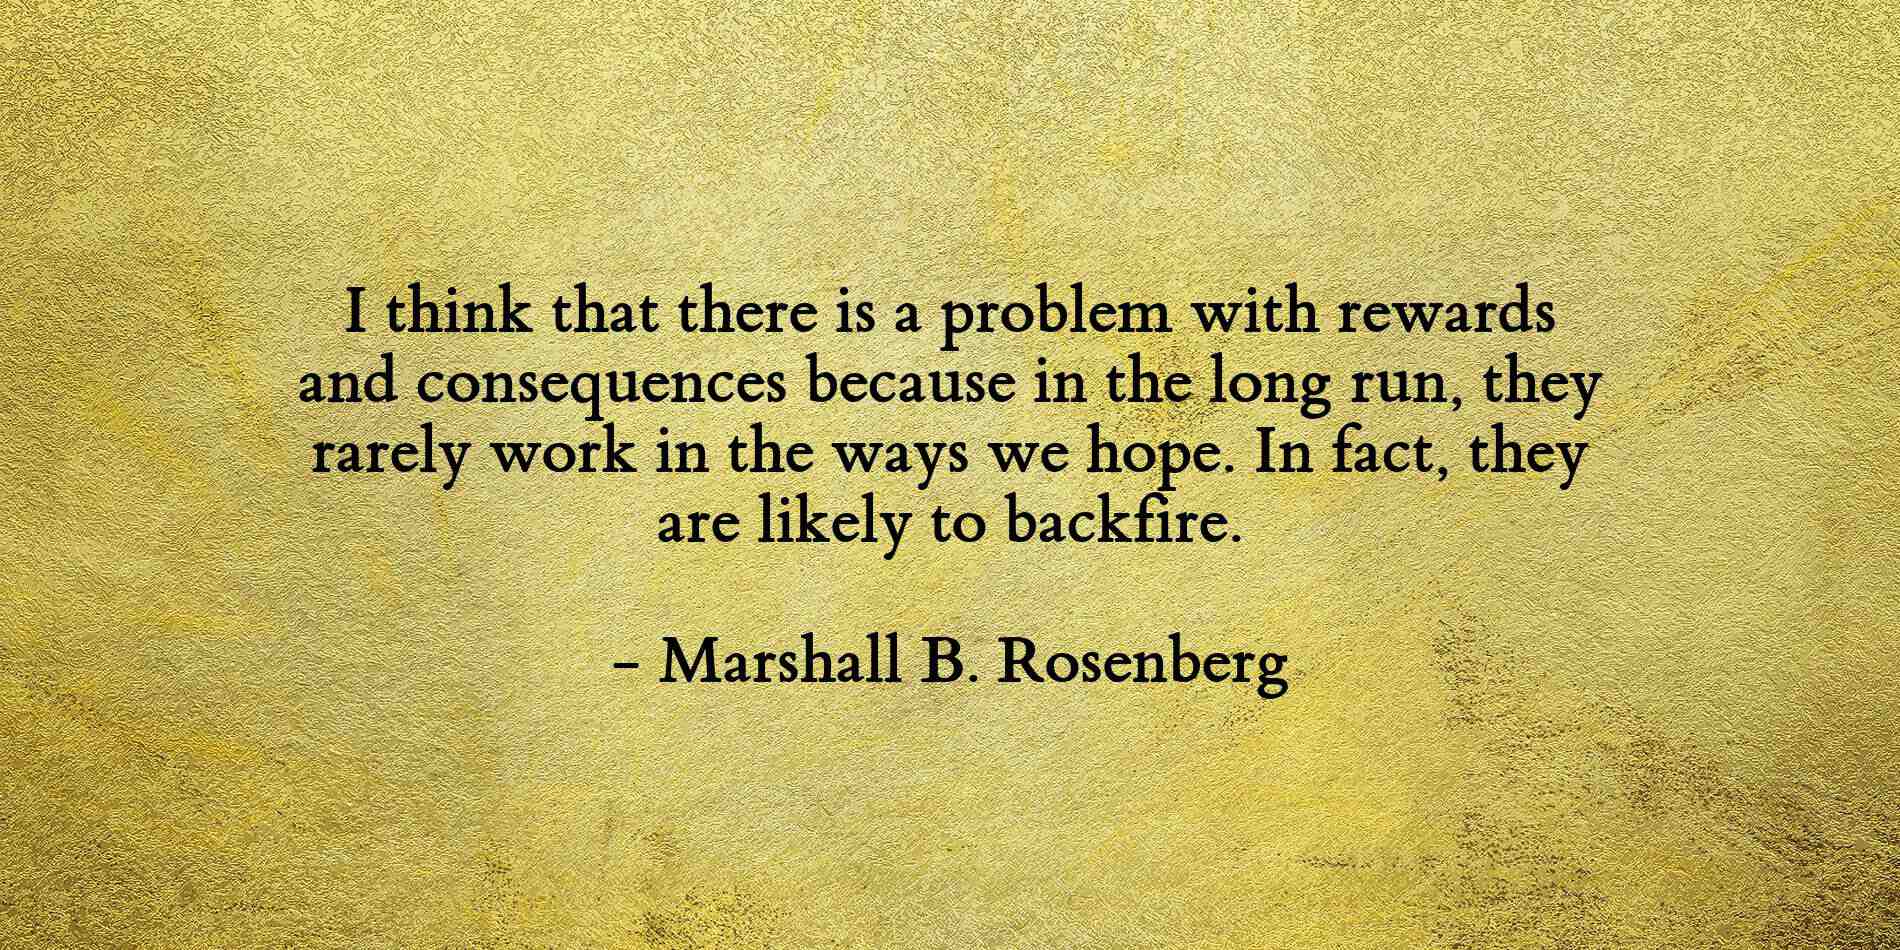 I think that there is a problem with rewards
and consequences because in the long run, they
rarely work in the ways we hope. In fact, they
are likely to backfire.
- Marshall B. Rosenberg